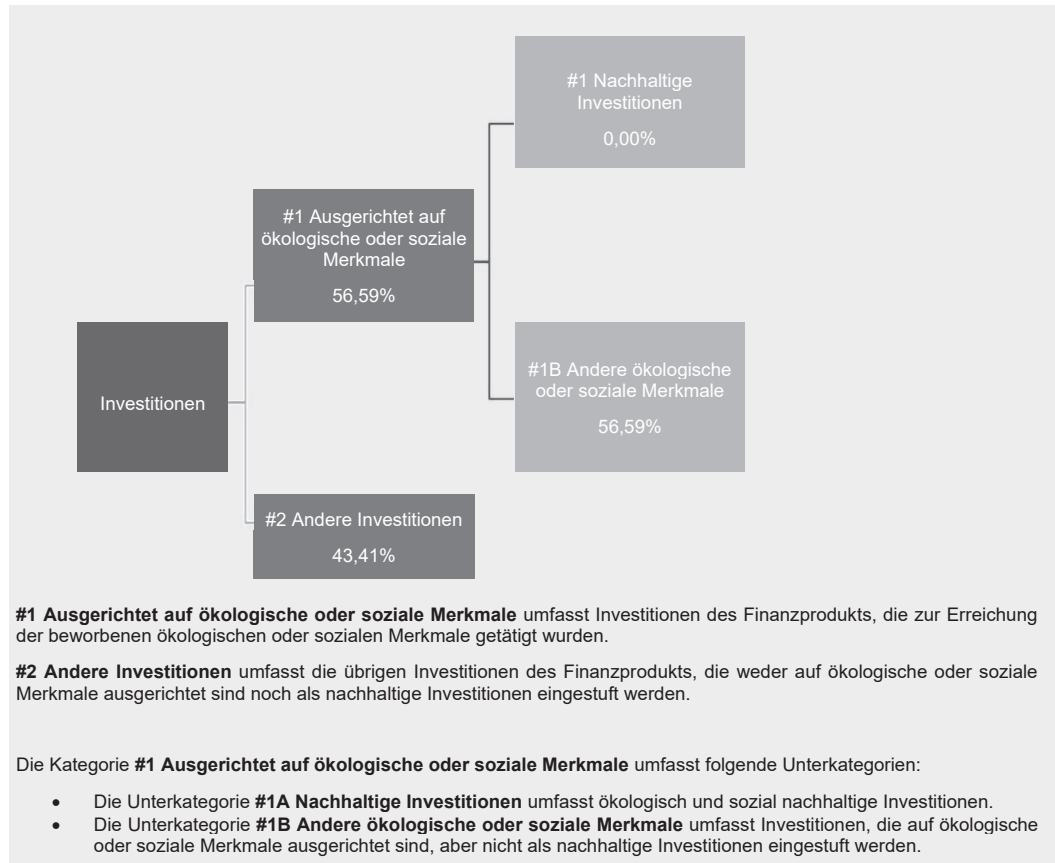 #1 Nachhaltige
Investitionen
0,00%
#1 Ausgerichtet auf
ökologische oder soziale
Merkmale
56,59%
Investitionen
#1B Andere ökologische
oder soziale Merkmale
56,59%
#2 Andere Investitionen
43,41%
#1 Ausgerichtet auf ökologische oder soziale Merkmale umfasst Investitionen des Finanzprodukts, die zur Erreichung
der beworbenen ökologischen oder sozialen Merkmale getätigt wurden.
#2 Andere Investitionen umfasst die übrigen Investitionen des Finanzprodukts, die weder auf ökologische oder soziale
Merkmale ausgerichtet sind noch als nachhaltige Investitionen eingestuft werden.
Die Kategorie #1 Ausgerichtet auf ökologische oder soziale Merkmale umfasst folgende Unterkategorien:
• Die Unterkategorie #1A Nachhaltige Investitionen umfasst ökologisch und sozial nachhaltige Investitionen.
• Die Unterkategorie #1B Andere ökologische oder soziale Merkmale umfasst Investitionen, die auf ökologische
oder soziale Merkmale ausgerichtet sind, aber nicht als nachhaltige Investitionen eingestuft werden.